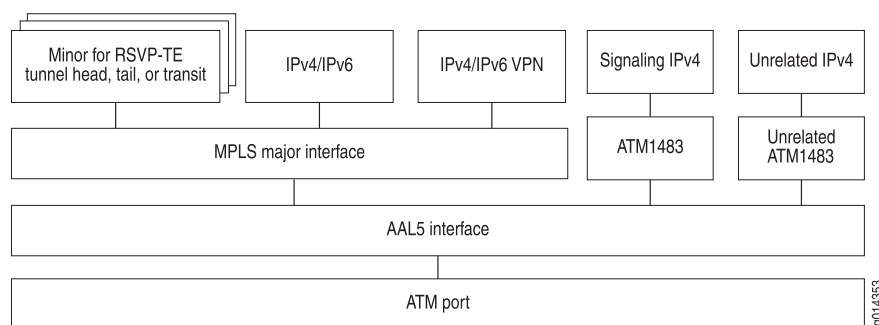 Minor for RSVP-TE
tunnel head, tail, or transit
IPv4/IPv6
IPv4/IPv6 VPN
Signaling IPv4
Unrelated IPv4
MPLS major interface
ATM1483
Unrelated
ATM1483
AAL5 interface
ATM port
g014353